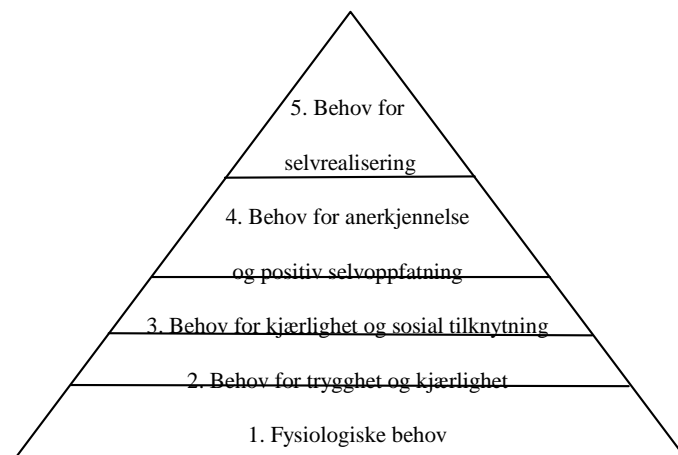 5. Behov for
selvrealisering
4. Behov for anerkjennelse
og positiv selvoppfatning
3. Behov for kjærlighet og sosial tilknytning
2. Behov for trygghet og kjærlighet
1. Fysiologiske behov